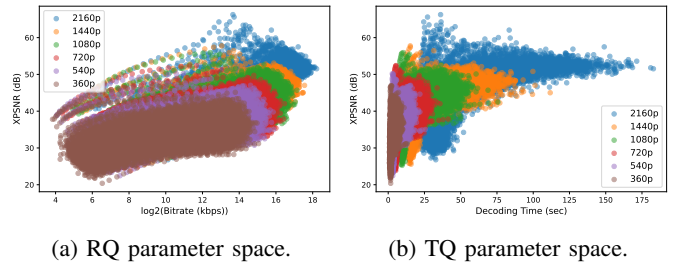 2160p
1440p
1080p
720p
540p
360p
XPSNR (dB)
60
50
40
30
20
4
6
8
10
12
14
16
18
log2(Bitrate (kbps))
(a) RQ parameter space.
XPSNR (dB)
60
50
40
30
20
2160p
1440p
1080p
720p
540p
360p
0
25
50
75
100
125
150
175
Decoding Time (sec)
(b) TQ parameter space.